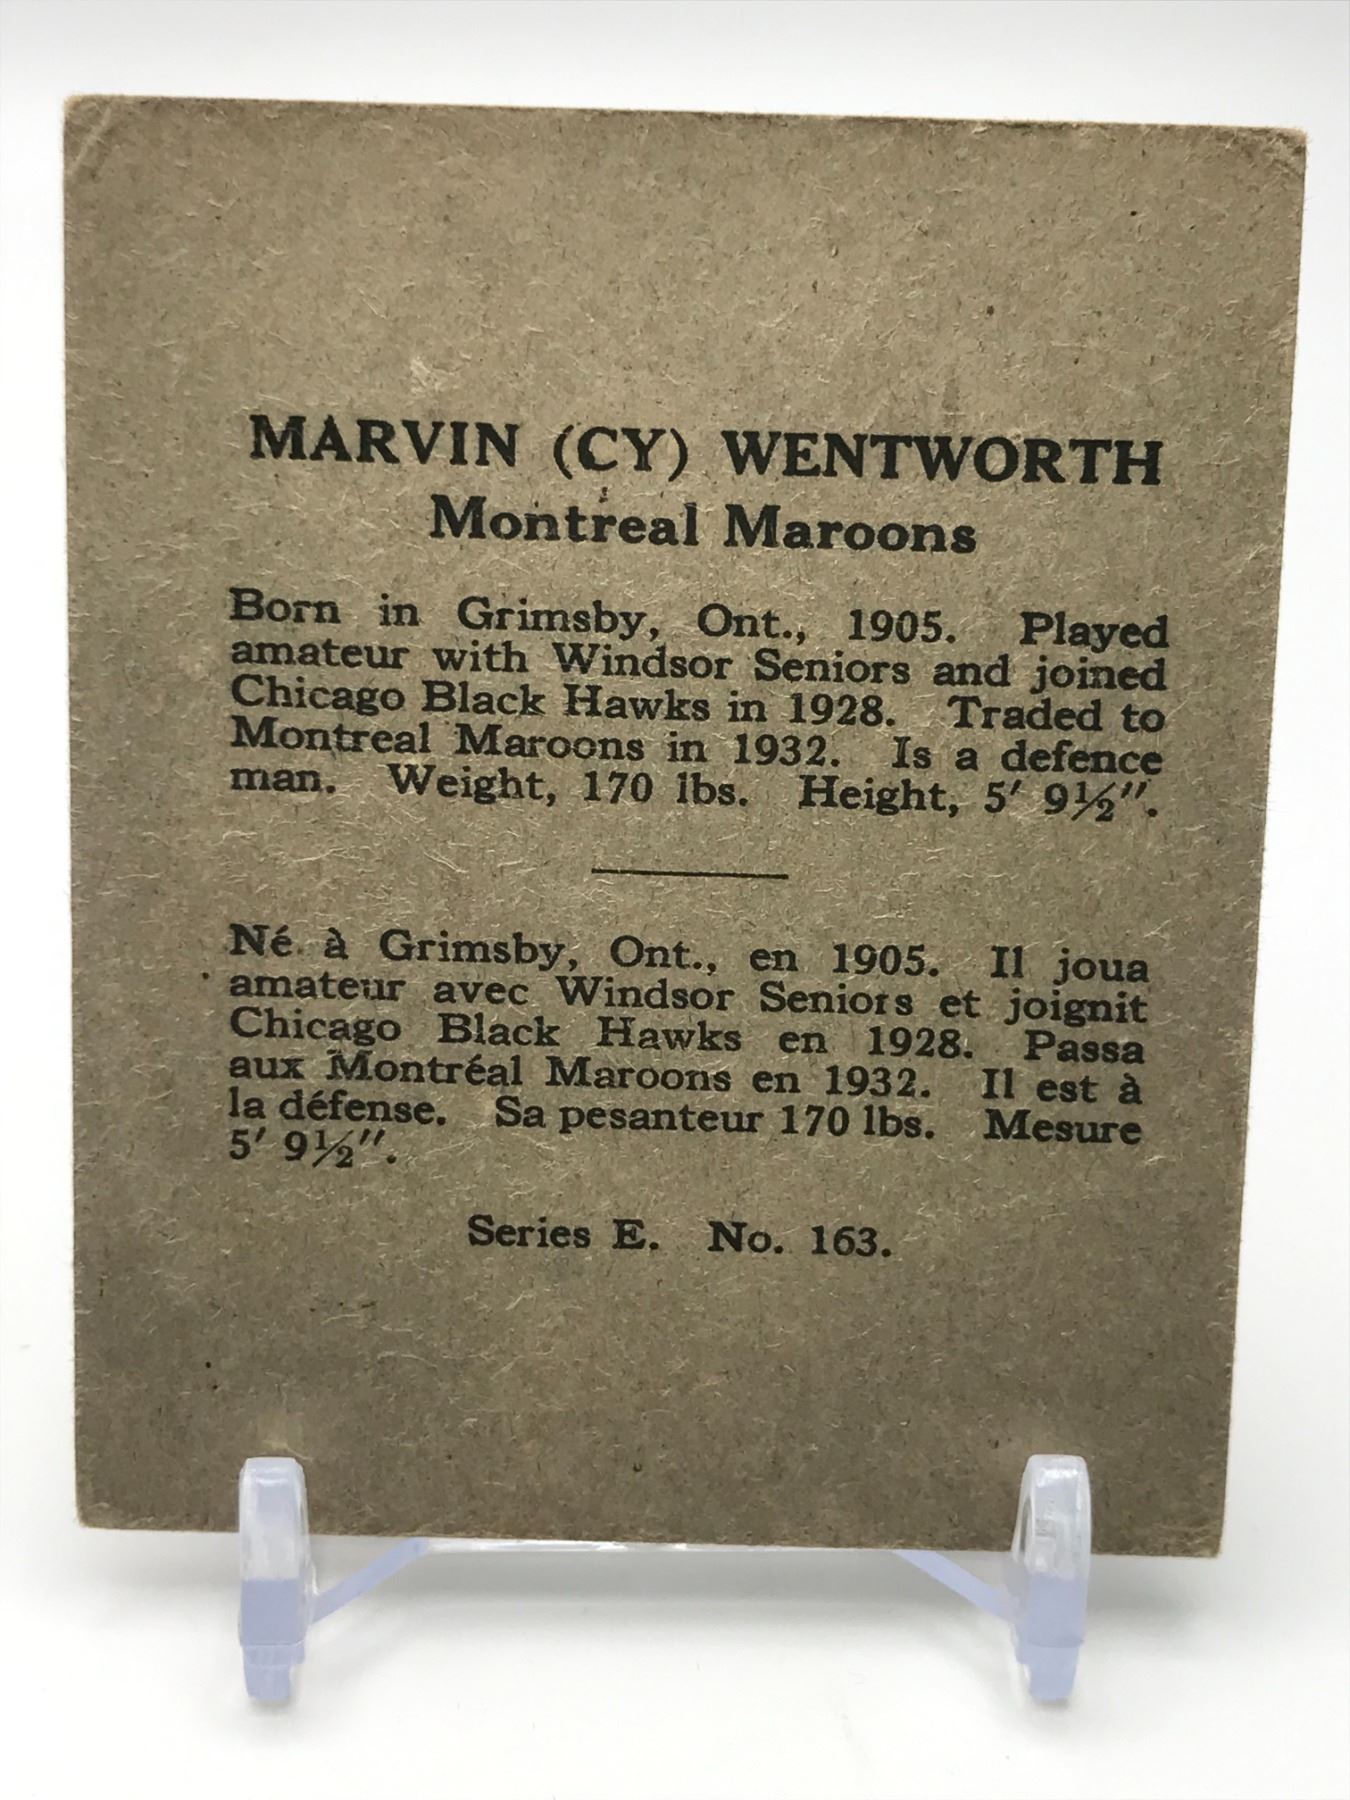 MARVIN (CY) WENTWORTH
Montreal Maroons
Born in Grimsby, Ont., 1905. Played
amateur with Windsor Seniors and joined
Chicago Black Hawks in 1928. Traded to
Montreal Maroons in 1932. Is a defence
man. Weight, 170 lbs. Height, 5′ 9½″.
Né à Grimsby, Ont., en 1905. Il joua
amateur avec Windsor Seniors et joignit
Chicago Black Hawks en 1928. Passa
aux Montréal Maroons en 1932. Il est à
la défense. Sa pesanteur 170 lbs. Mesure
5′ 9½″.
Series E. No. 163.